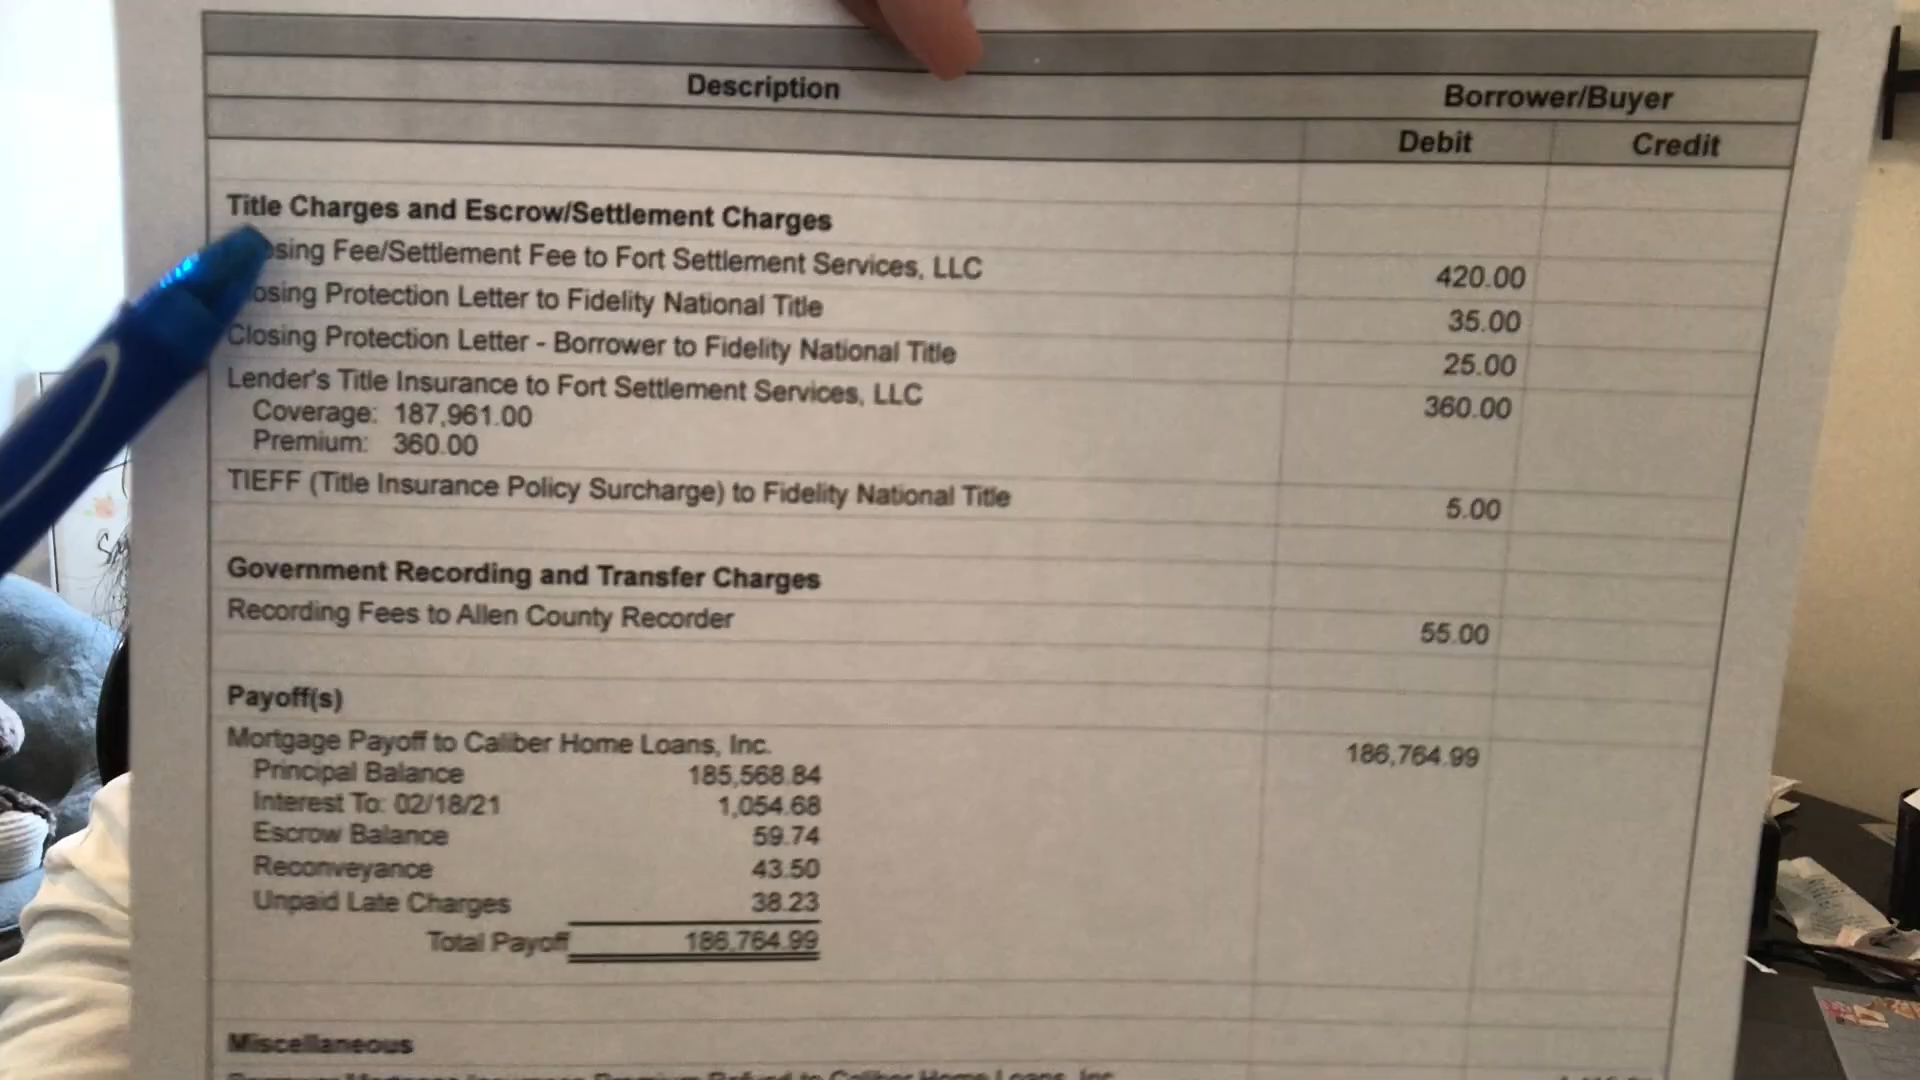 Description
Borrower/Buyer
Debit Credit
Title Charges and Escrow/Settlement Charges
osing Fee/Settlement Fee to Fort Settlement Services, LLC 420.00
osing Protection Letter to Fidelity National Title 35.00
Closing Protection Letter - Borrower to Fidelity National Title 25.00
Lender's Title Insurance to Fort Settlement Services, LLC 360.00
Coverage: 187,961.00
Premium: 360.00
TIEFF (Title Insurance Policy Surcharge) to Fidelity National Title 5.00
Government Recording and Transfer Charges
Recording Fees to Allen County Recorder 55.00
Payoff(s)
Mortgage Payoff to Caliber Home Loans, Inc. 186,764.99
Principal Balance 185,568.84
Interest To: 02/18/21 1,054.68
Escrow Balance 59.74
Reconveyance 43.50
Unpaid Late Charges 38.23
Total Payoff 186,764.99
Miscellaneous